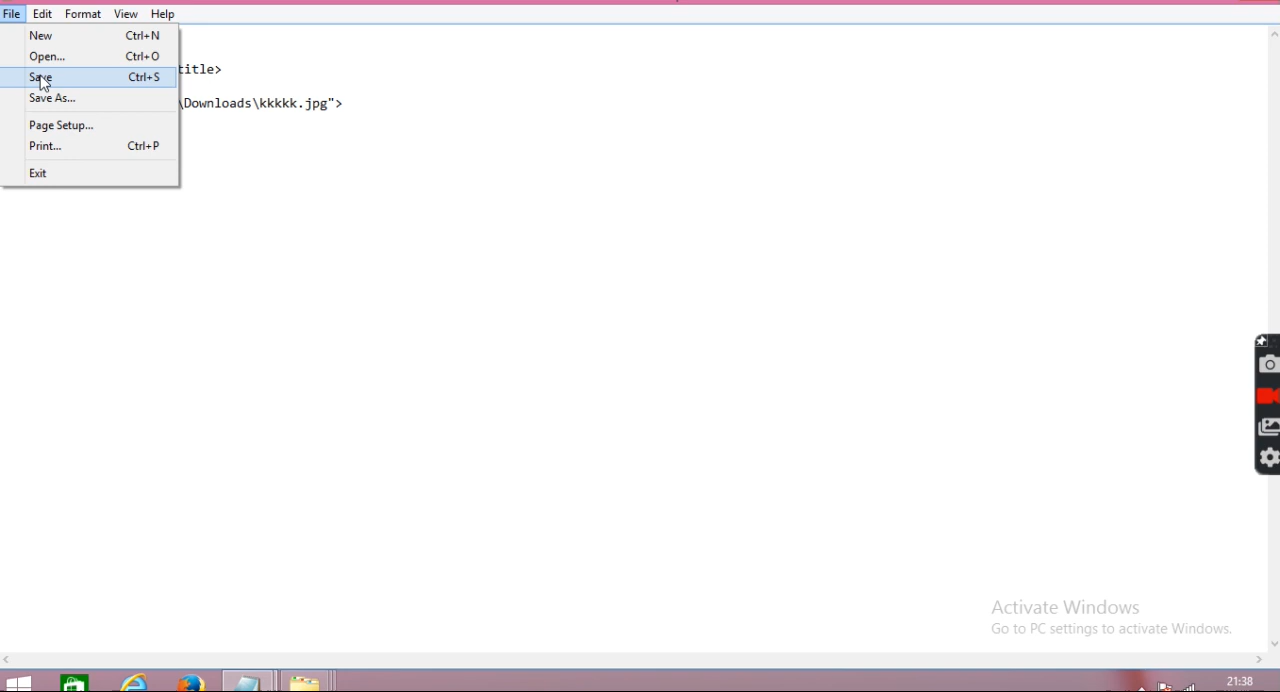 File Edit Format View Help
New Ctrl+N
Open... Ctrl+O
title>
Save Ctrl+S
Save As...
\Downloads\kkkkk.jpg">
Page Setup...
Print... Ctrl+P
Exit
Activate Windows
Go to PC settings to activate Windows.
21:38